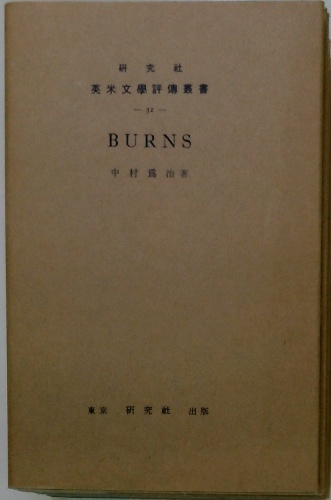 研究社
英米文學評傳叢書
— 32 —
BURNS
中村爲治著
東京 研究社 出版